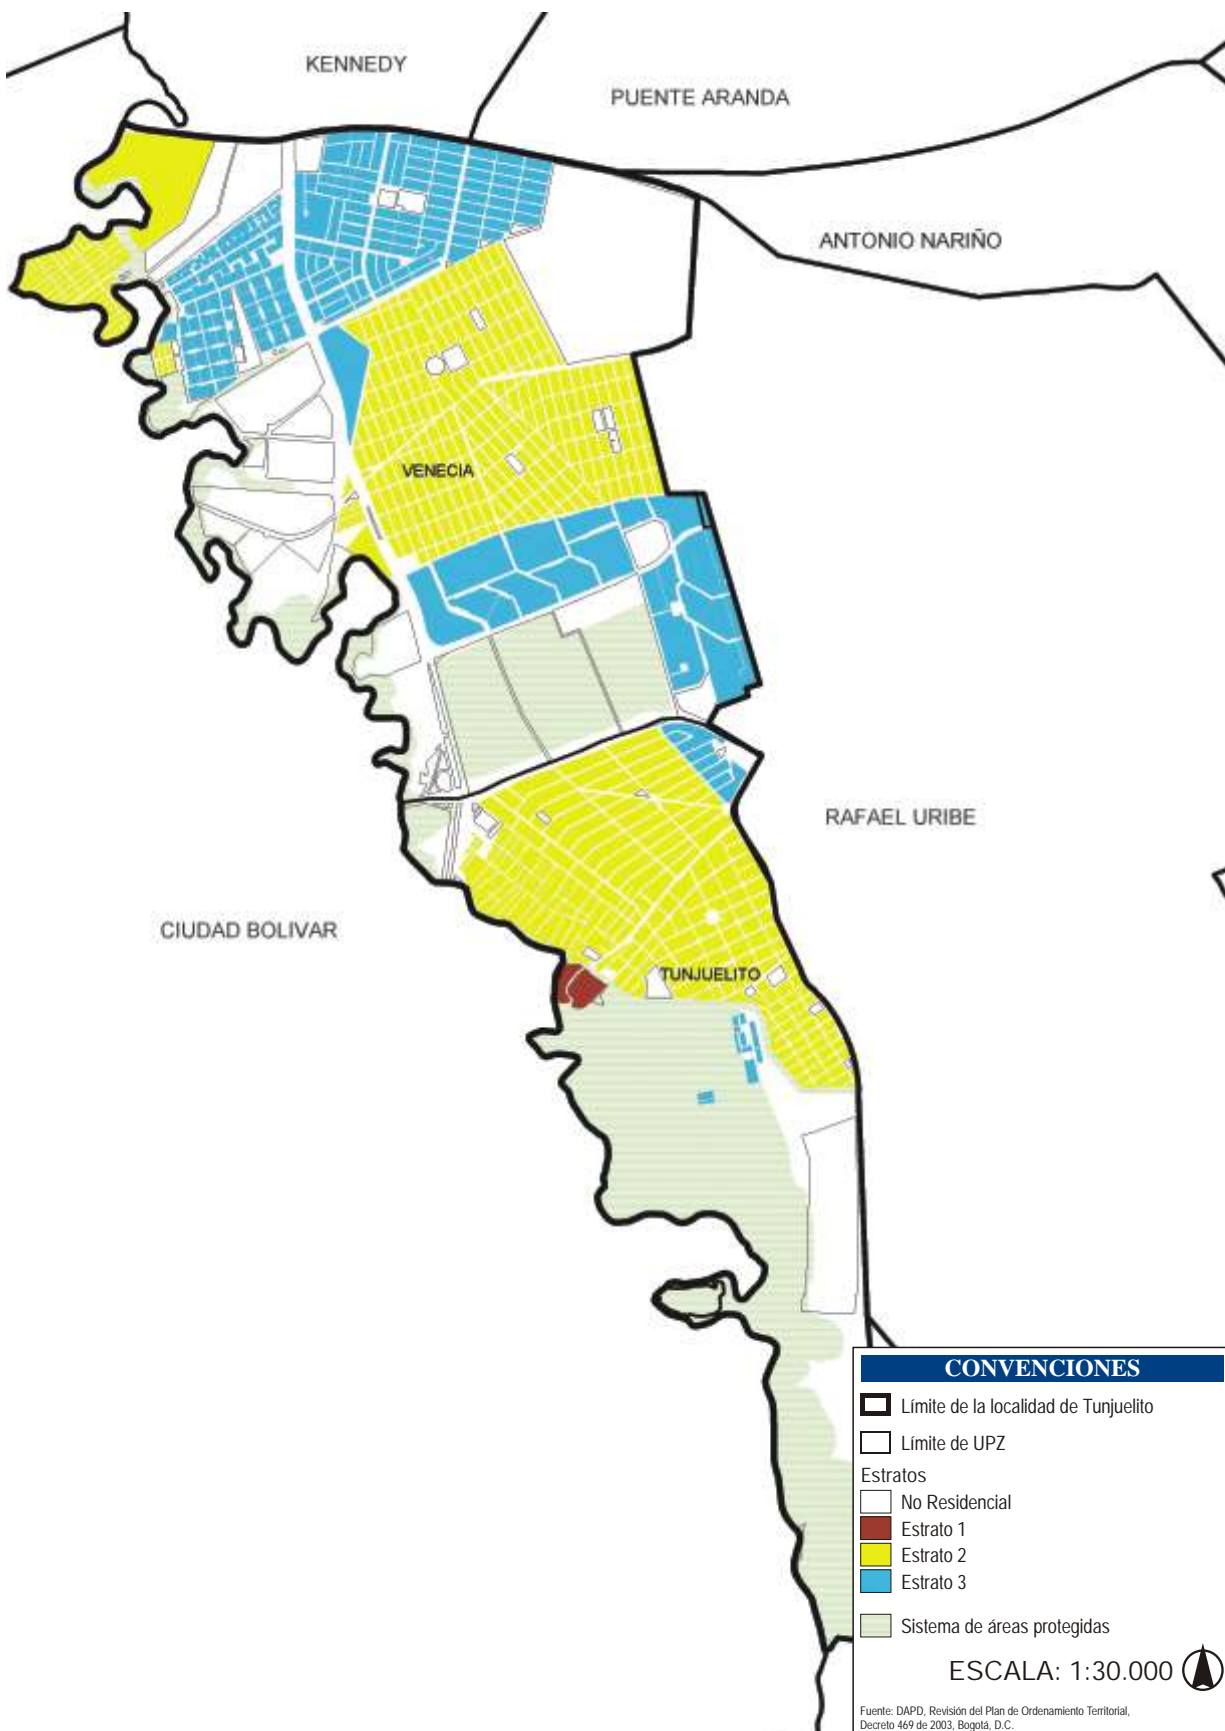 KENNEDY
PUENTE ARANDA
ANTONIO NARIÑO
VENECIA
RAFAEL URIBE
CIUDAD BOLIVAR
TUNJUELITO
CONVENCIONES
Límite de la localidad de Tunjuelito
Límite de UPZ
Estratos
No Residencial
Estrato 1
Estrato 2
Estrato 3
Sistema de áreas protegidas
ESCALA: 1:30.000
Fuente: DAPD, Revisión del Plan de Ordenamiento Territorial,
Decreto 469 de 2003, Bogotá, D.C.